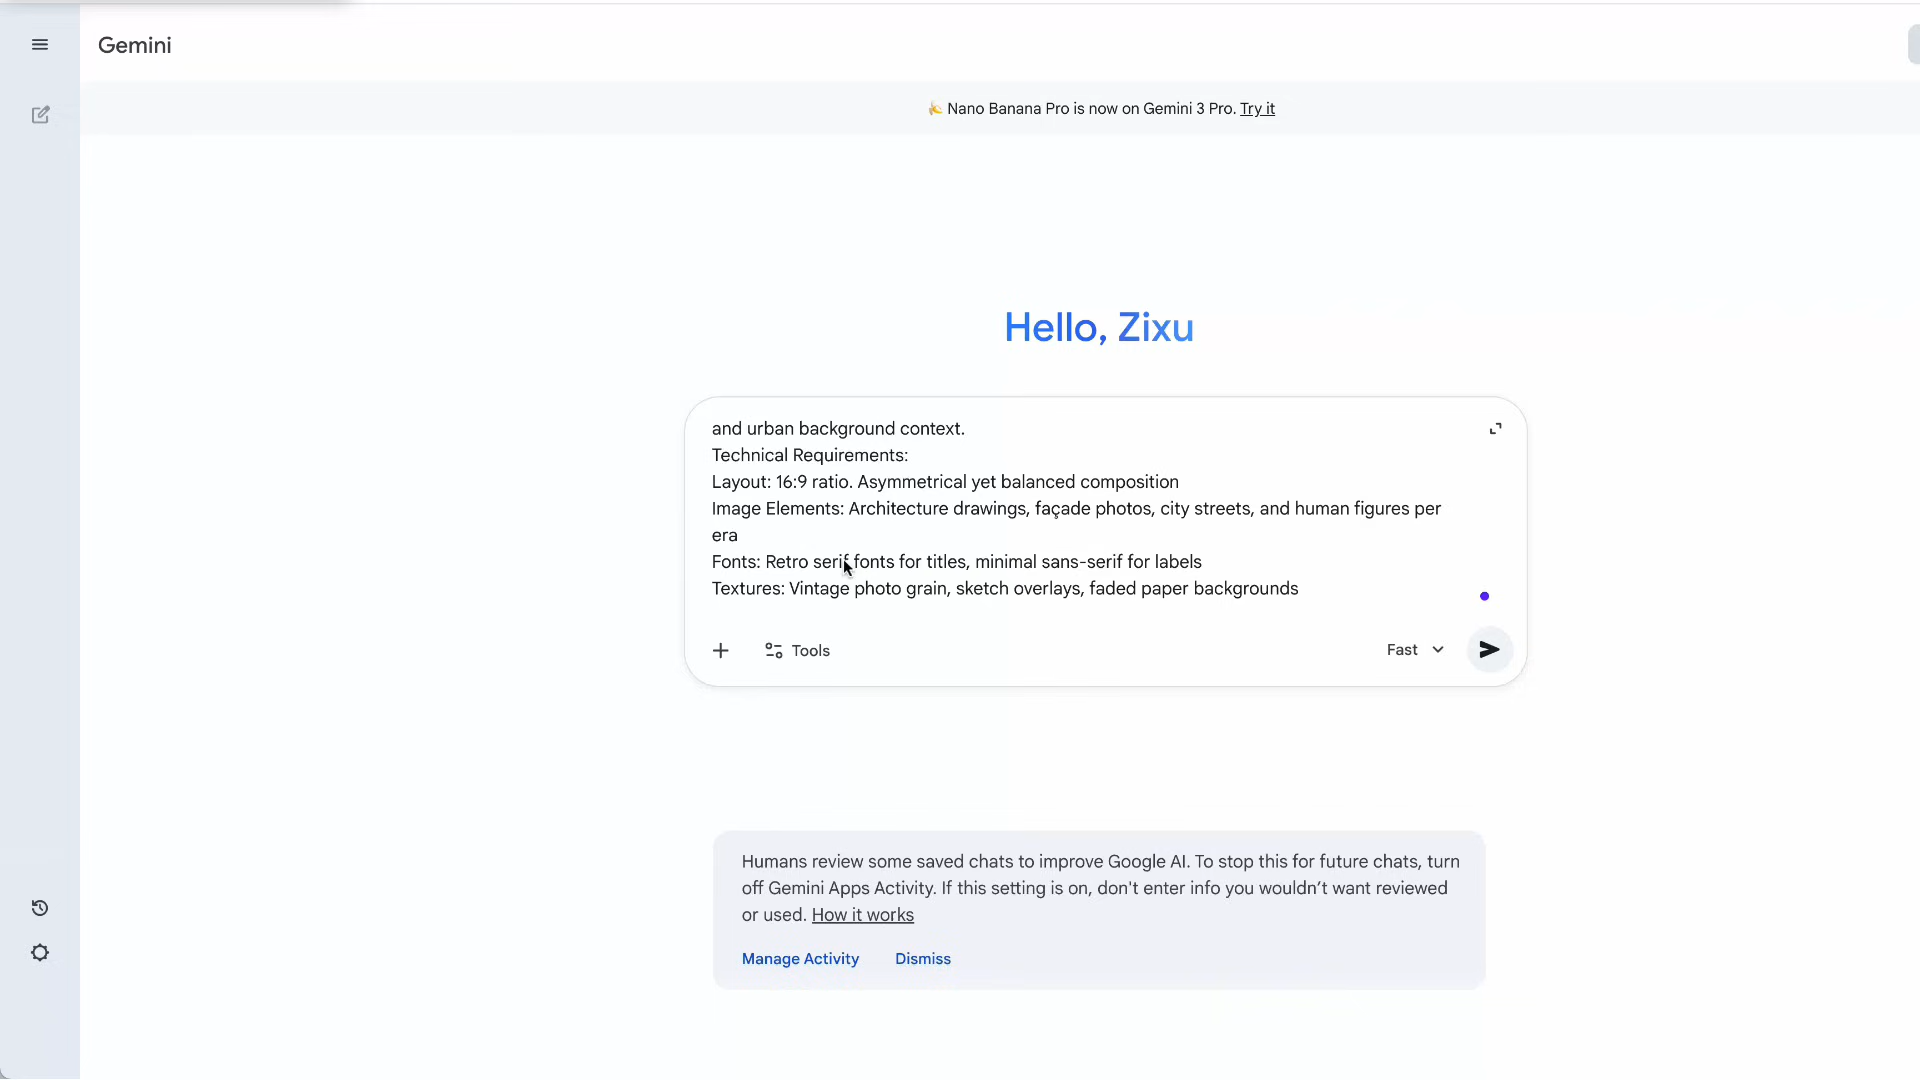 Gemini
🍌 Nano Banana Pro is now on Gemini 3 Pro. Try it
Hello, Zixu
and urban background context.
Technical Requirements:
Layout: 16:9 ratio. Asymmetrical yet balanced composition
Image Elements: Architecture drawings, façade photos, city streets, and human figures per
era
Fonts: Retro serif fonts for titles, minimal sans-serif for labels
Textures: Vintage photo grain, sketch overlays, faded paper backgrounds
Tools
Fast
Humans review some saved chats to improve Google AI. To stop this for future chats, turn
off Gemini Apps Activity. If this setting is on, don't enter info you wouldn’t want reviewed
or used. How it works
Manage Activity Dismiss